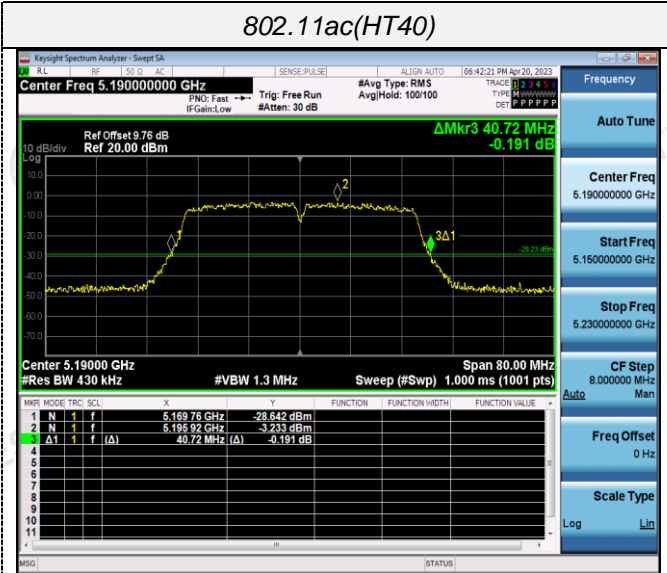 802.11ac(HT40)
Keysight Spectrum Analyzer - Swept SA
RL RF 50 Ω AC SENSE:PULSE ALIGN AUTO 06:42:21 PM Apr 20, 2023
Center Freq 5.190000000 GHz
PNO: Fast
IFGain:Low
Trig: Free Run
#Atten: 30 dB
#Avg Type: RMS
Avg|Hold: 100/100
TRACE 1 2 3 4 5 6
TYPE M WWWWW
DET P P P P P P
Frequency
Auto Tune
Center Freq
5.190000000 GHz
Start Freq
5.150000000 GHz
Stop Freq
5.230000000 GHz
CF Step
8.000000 MHz
Auto Man
Freq Offset
0 Hz
Scale Type
Log Lin
Ref Offset 9.76 dB
10 dB/div Ref 20.00 dBm
Log
ΔMkr3 40.72 MHz
-0.191 dB
10.0
0.00
-10.0
-20.0
-30.0
-40.0
-50.0
-60.0
-70.0
1
2
3Δ1
-29.23 dBm
Center 5.19000 GHz Span 80.00 MHz
#Res BW 430 kHz #VBW 1.3 MHz Sweep (#Swp) 1.000 ms (1001 pts)
MKR MODE TRC SCL X Y FUNCTION FUNCTION WIDTH FUNCTION VALUE
1 N 1 f 5.169 76 GHz -28.642 dBm
2 N 1 f 5.195 92 GHz -3.233 dBm
3 Δ1 1 f (Δ) 40.72 MHz (Δ) -0.191 dB
4
5
6
7
8
9
10
11
MSG STATUS